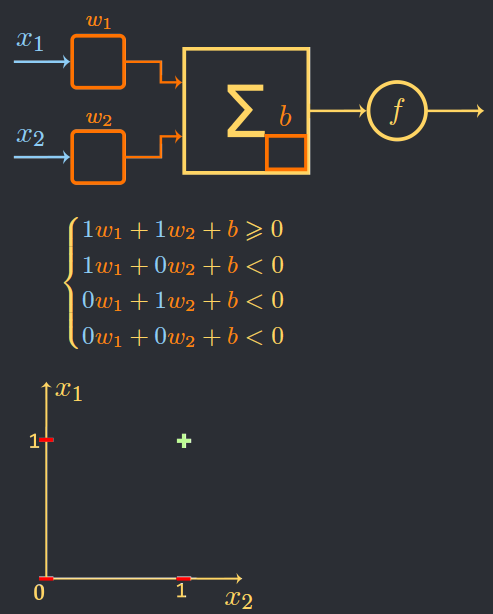 w₁
x₁
w₂
x₂
∑
b
f
1w₁ + 1w₂ + b ⩾ 0
1w₁ + 0w₂ + b < 0
0w₁ + 1w₂ + b < 0
0w₁ + 0w₂ + b < 0
x₁
1
0
1
x₂